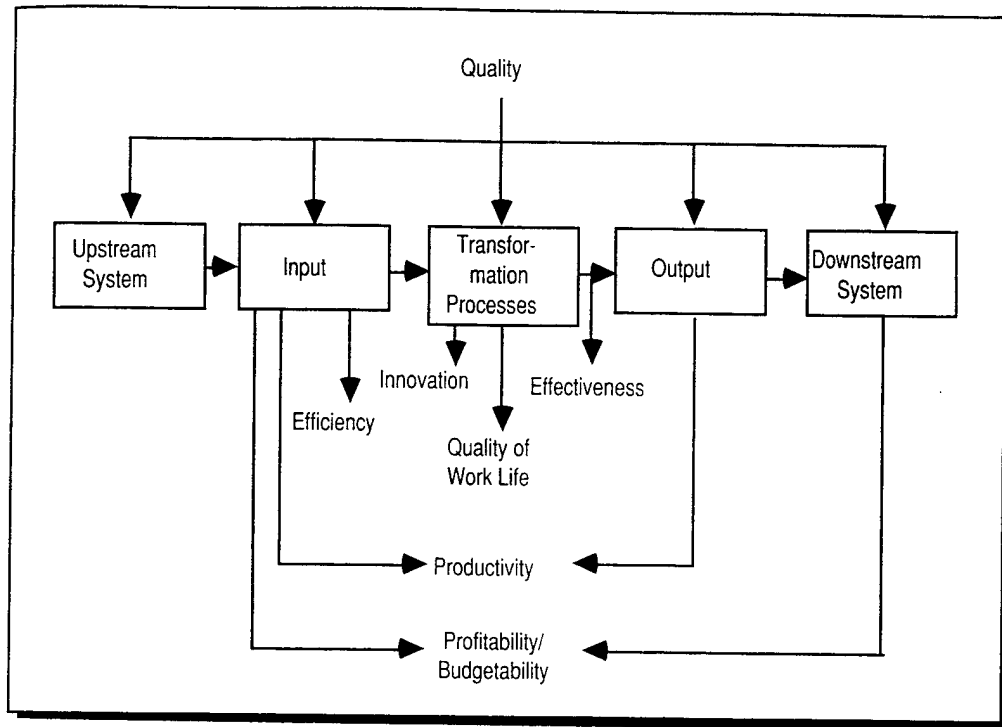 Quality
Upstream
System
Input
Transfor-
mation
Processes
Output
Downstream
System
Innovation
Effectiveness
Efficiency
Quality of
Work Life
Productivity
Profitability/
Budgetability